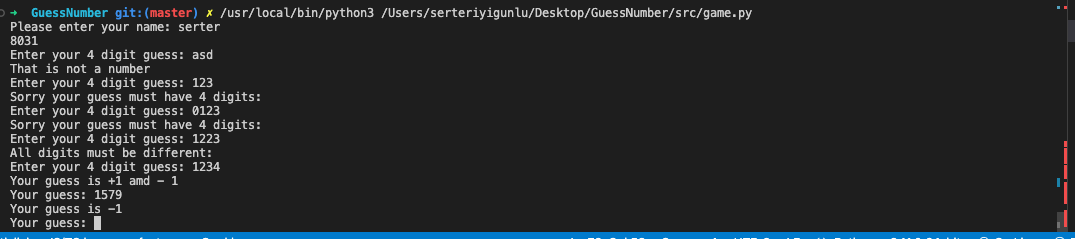 ➜ GuessNumber git:(master) ✗ /usr/local/bin/python3 /Users/serteriyigunlu/Desktop/GuessNumber/src/game.py
Please enter your name: serter
8031
Enter your 4 digit guess: asd
That is not a number
Enter your 4 digit guess: 123
Sorry your guess must have 4 digits:
Enter your 4 digit guess: 0123
Sorry your guess must have 4 digits:
Enter your 4 digit guess: 1223
All digits must be different:
Enter your 4 digit guess: 1234
Your guess is +1 amd - 1
Your guess: 1579
Your guess is -1
Your guess: